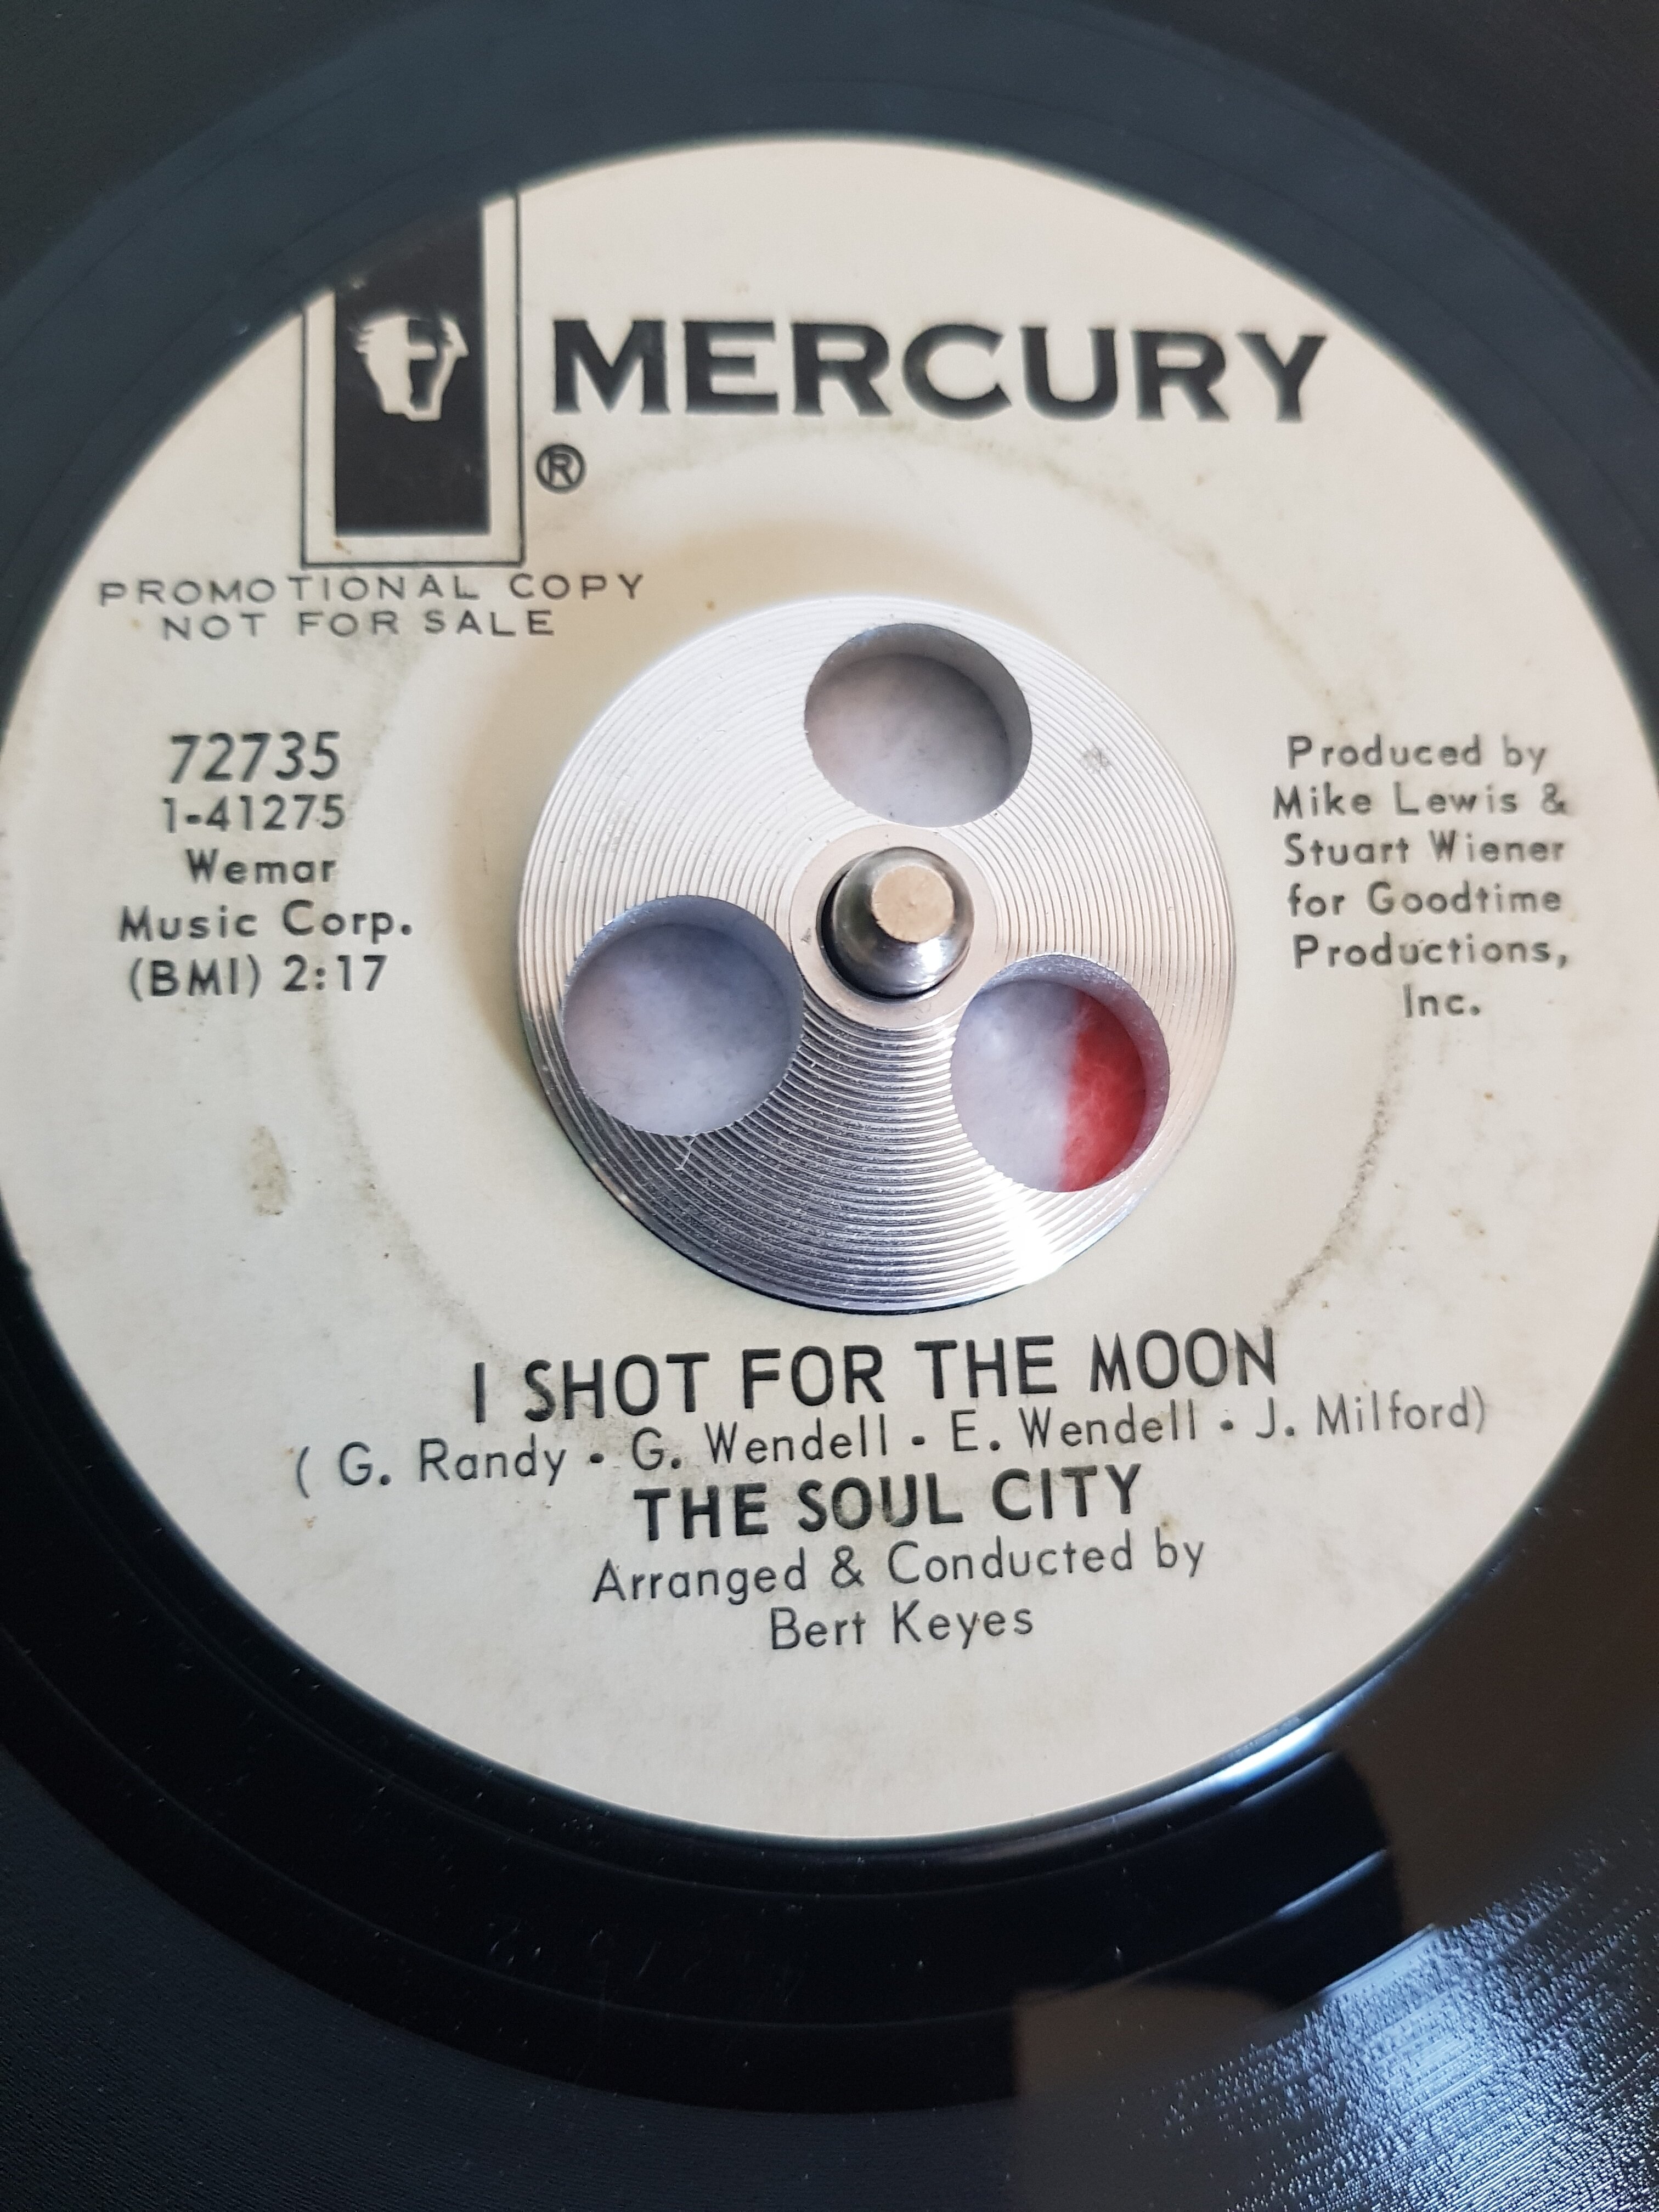 MERCURY
®
PROMOTIONAL COPY
NOT FOR SALE
72735
1-41275
Wemar
Music Corp.
(BMI) 2:17
Produced by
Mike Lewis &
Stuart Wiener
for Goodtime
Productions,
Inc.
I SHOT FOR THE MOON
( G. Randy - G. Wendell - E. Wendell - J. Milford)
THE SOUL CITY
Arranged & Conducted by
Bert Keyes